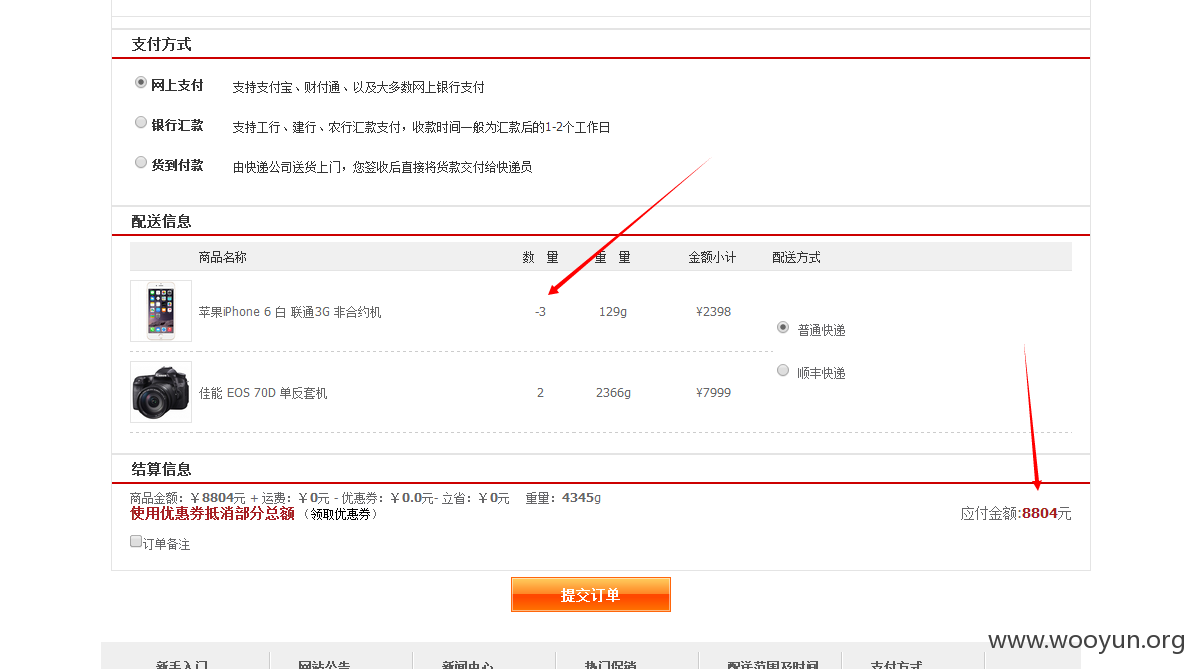 支付方式
网上支付 支持支付宝、财付通、以及大多数网上银行支付
银行汇款 支持工行、建行、农行汇款支付，收款时间一般为汇款后的1-2个工作日
货到付款 由快递公司送货上门，您签收后直接将货款交付给快递员
配送信息
商品名称 数 量 重 量 金额小计 配送方式
苹果iPhone 6 白 联通3G 非合约机 -3 129g ¥2398
普通快递
顺丰快递
佳能 EOS 70D 单反套机 2 2366g ¥7999
结算信息
商品金额：￥8804元 + 运费：￥0元 - 优惠券：￥0.0元- 立省：￥0元 重量：4345g
使用优惠券抵消部分总额（领取优惠券）
应付金额:8804元
订单备注
提交订单
www.wooyun.org
新手入门 网站公告 新闻中心 热门促销 配送范围及时间 支付方式